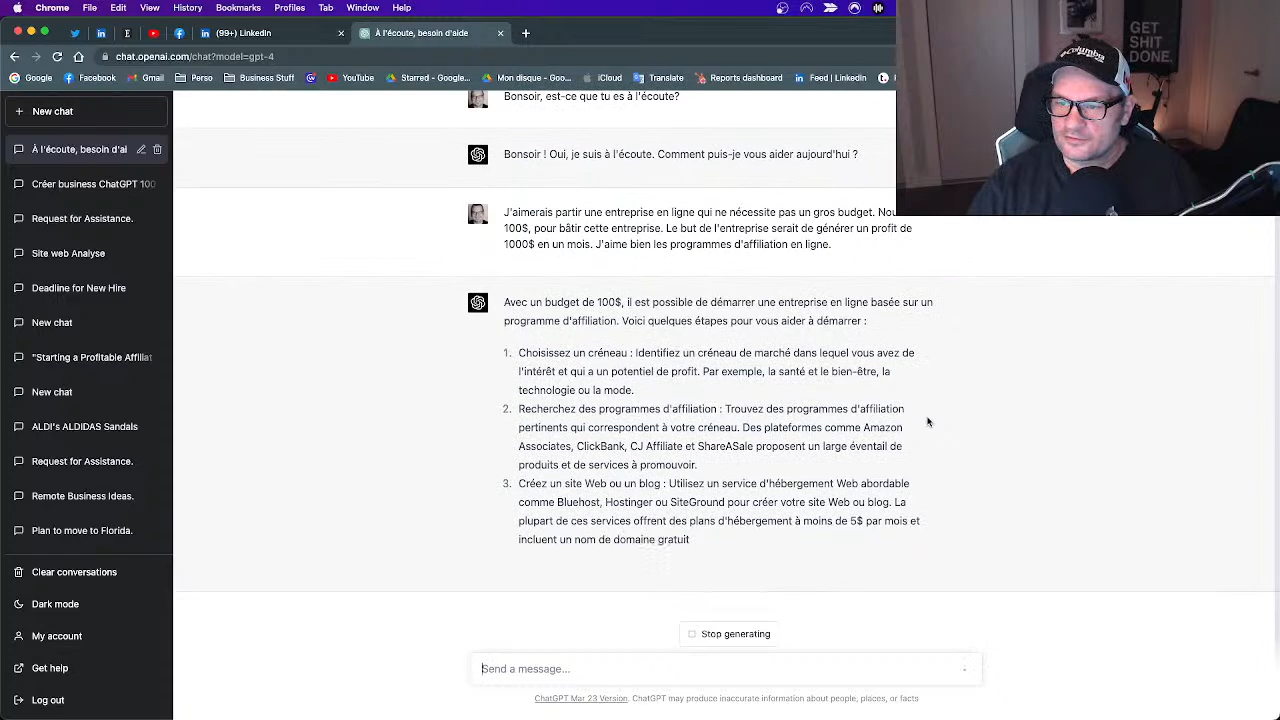 Chrome File Edit View History Bookmarks Profiles Tab Window Help
(99+) LinkedIn
À l'écoute, besoin d'aide
chat.openai.com/chat?model=gpt-4
Google Facebook Gmail Perso Business Stuff YouTube Starred - Google... Mon disque - Goo... iCloud Translate Reports dashboard Feed | LinkedIn
GET
SHIT
DONE.
Columbia
New chat
À l'écoute, besoin d'ai
Créer business ChatGPT 100
Request for Assistance.
Site web Analyse
Deadline for New Hire
New chat
"Starting a Profitable Affiliat
New chat
ALDI's ALDIDAS Sandals
Request for Assistance.
Remote Business Ideas.
Plan to move to Florida.
Clear conversations
Dark mode
My account
Get help
Log out
Bonsoir, est-ce que tu es à l'écoute?
Bonsoir ! Oui, je suis à l'écoute. Comment puis-je vous aider aujourd'hui ?
J'aimerais partir une entreprise en ligne qui ne nécessite pas un gros budget. Nou
100$, pour bâtir cette entreprise. Le but de l'entreprise serait de générer un profit de
1000$ en un mois. J'aime bien les programmes d'affiliation en ligne.
Avec un budget de 100$, il est possible de démarrer une entreprise en ligne basée sur un
programme d'affiliation. Voici quelques étapes pour vous aider à démarrer :
1. Choisissez un créneau : Identifiez un créneau de marché dans lequel vous avez de
l'intérêt et qui a un potentiel de profit. Par exemple, la santé et le bien-être, la
technologie ou la mode.
2. Recherchez des programmes d'affiliation : Trouvez des programmes d'affiliation
pertinents qui correspondent à votre créneau. Des plateformes comme Amazon
Associates, ClickBank, CJ Affiliate et ShareASale proposent un large éventail de
produits et de services à promouvoir.
3. Créez un site Web ou un blog : Utilisez un service d'hébergement Web abordable
comme Bluehost, Hostinger ou SiteGround pour créer votre site Web ou blog. La
plupart de ces services offrent des plans d'hébergement à moins de 5$ par mois et
incluent un nom de domaine gratuit
Stop generating
Send a message...
ChatGPT Mar 23 Version. ChatGPT may produce inaccurate information about people, places, or facts